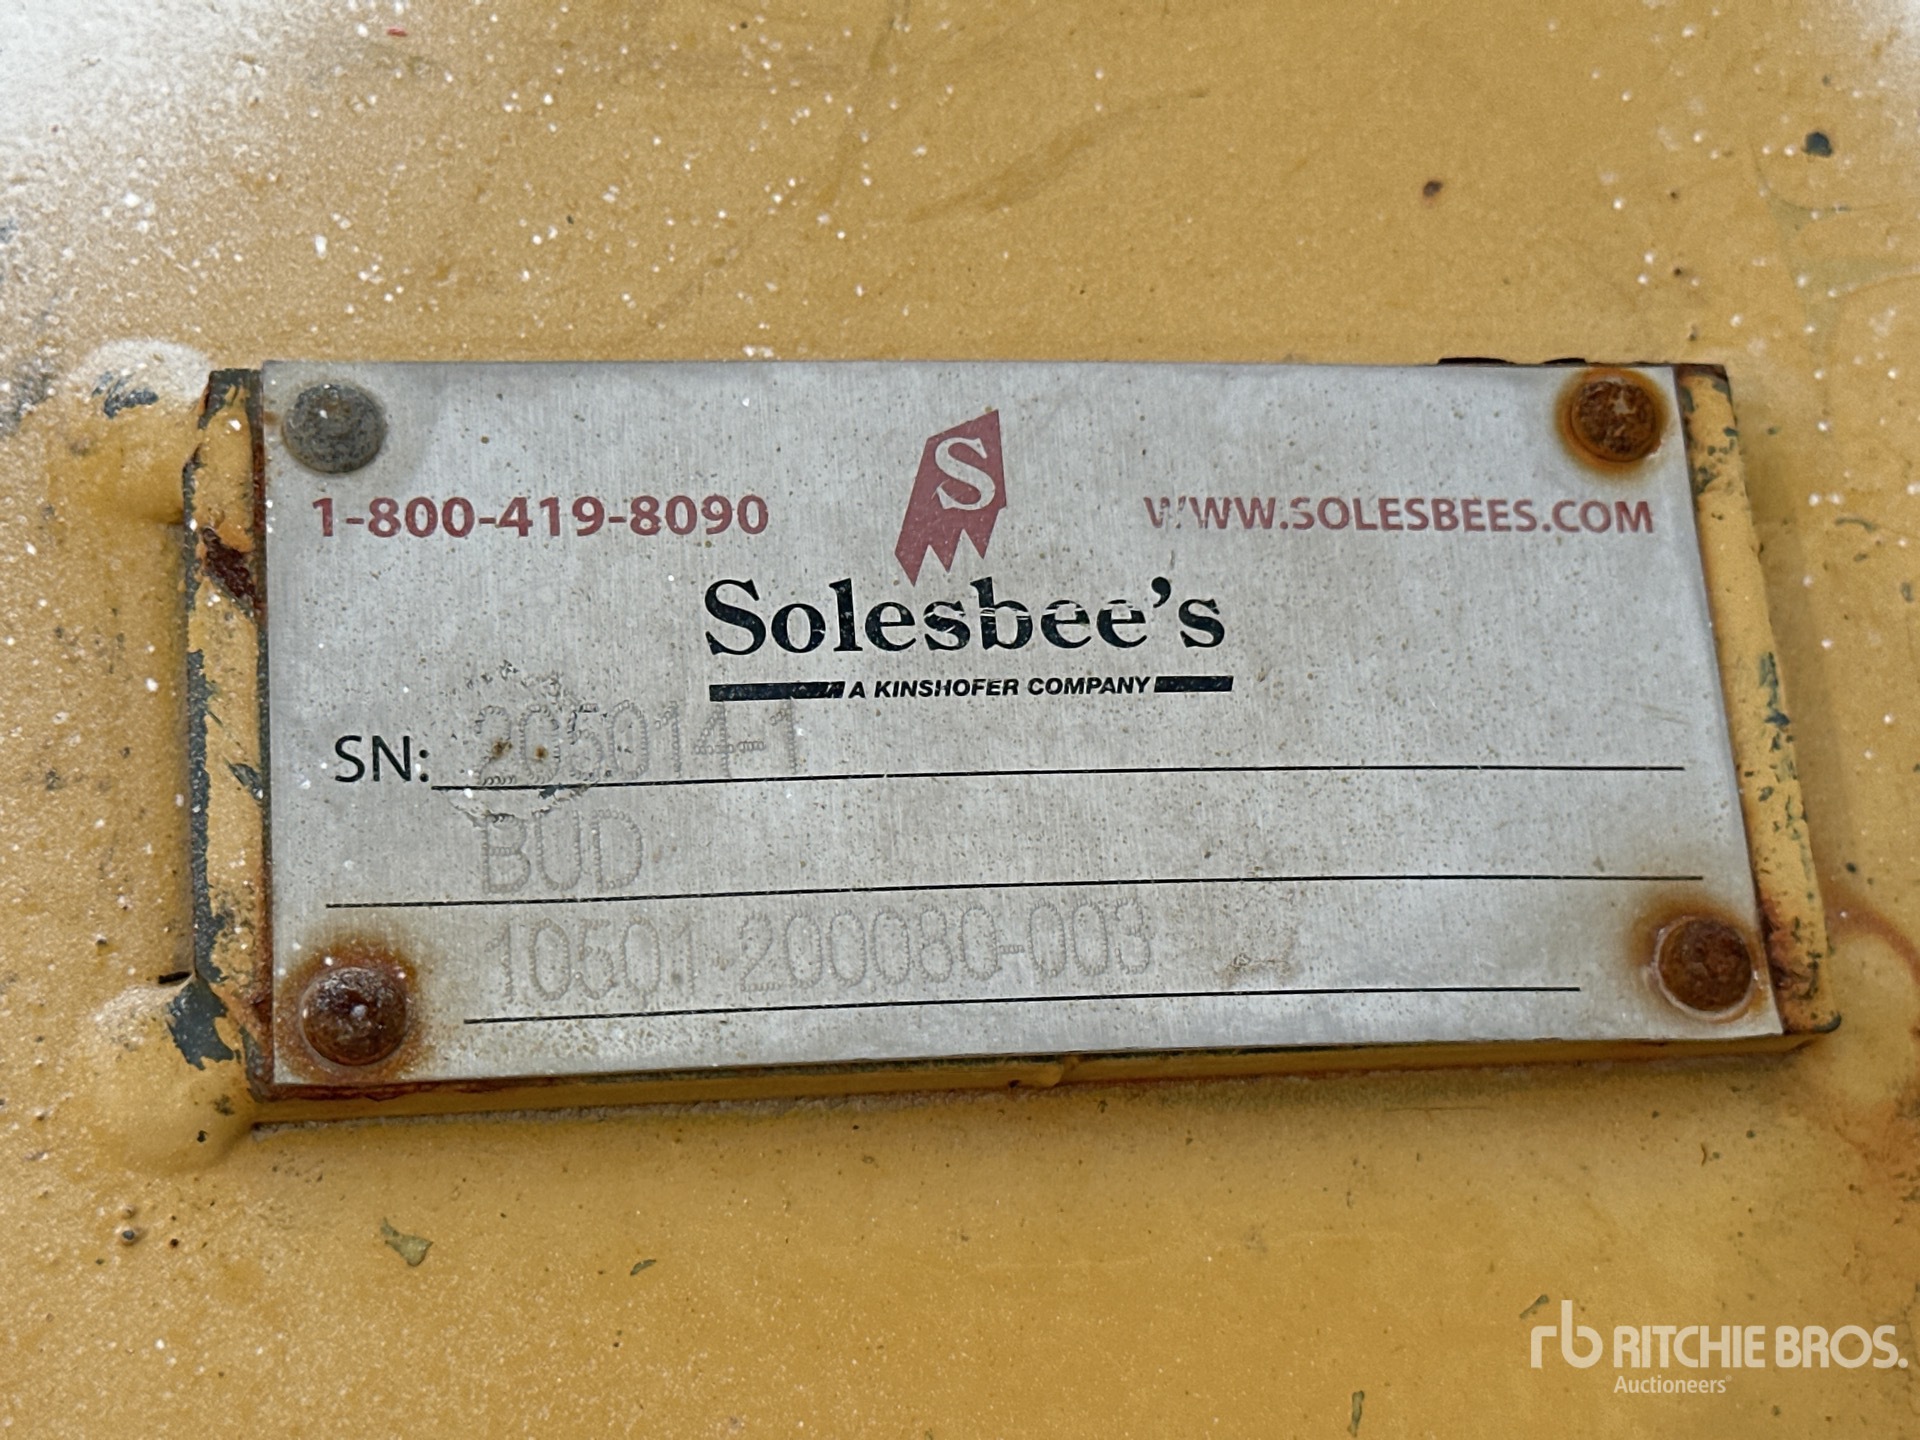 S
1-800-419-8090
WWW.SOLESBEES.COM
Solesbee's
A KINSHOFER COMPANY
SN: 205014-1
BUD
10501-200080-003
rb RITCHIE BROS.
Auctioneers